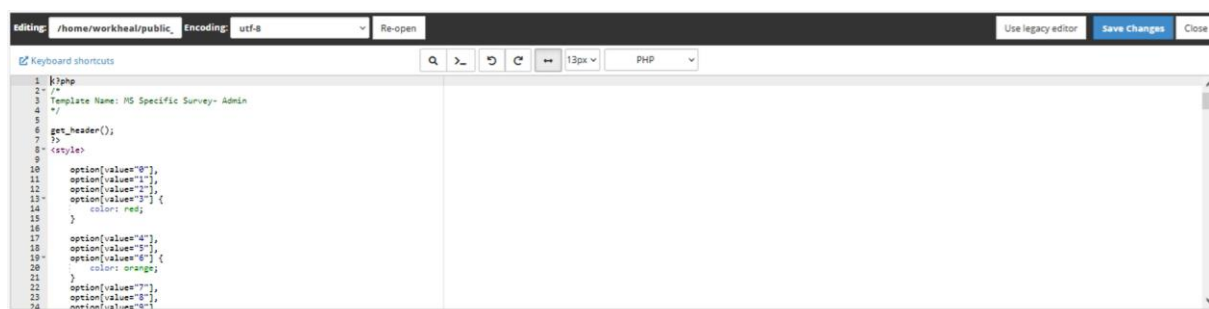 Editing: /home/workheal/public_ Encoding: utf-8 Re-open Use legacy editor Save Changes Close
Keyboard shortcuts 13px PHP
1 <?php
2 /*
3 Template Name: MS Specific Survey- Admin
4 */
5
6 get_header();
7 ?>
8 <style>
9
10 option[value="0"],
11 option[value="1"],
12 option[value="2"],
13 option[value="3"] {
14 color: red;
15 }
16
17 option[value="4"],
18 option[value="5"],
19 option[value="6"] {
20 color: orange;
21 }
22 option[value="7"],
23 option[value="8"],
24 option[value="9"]